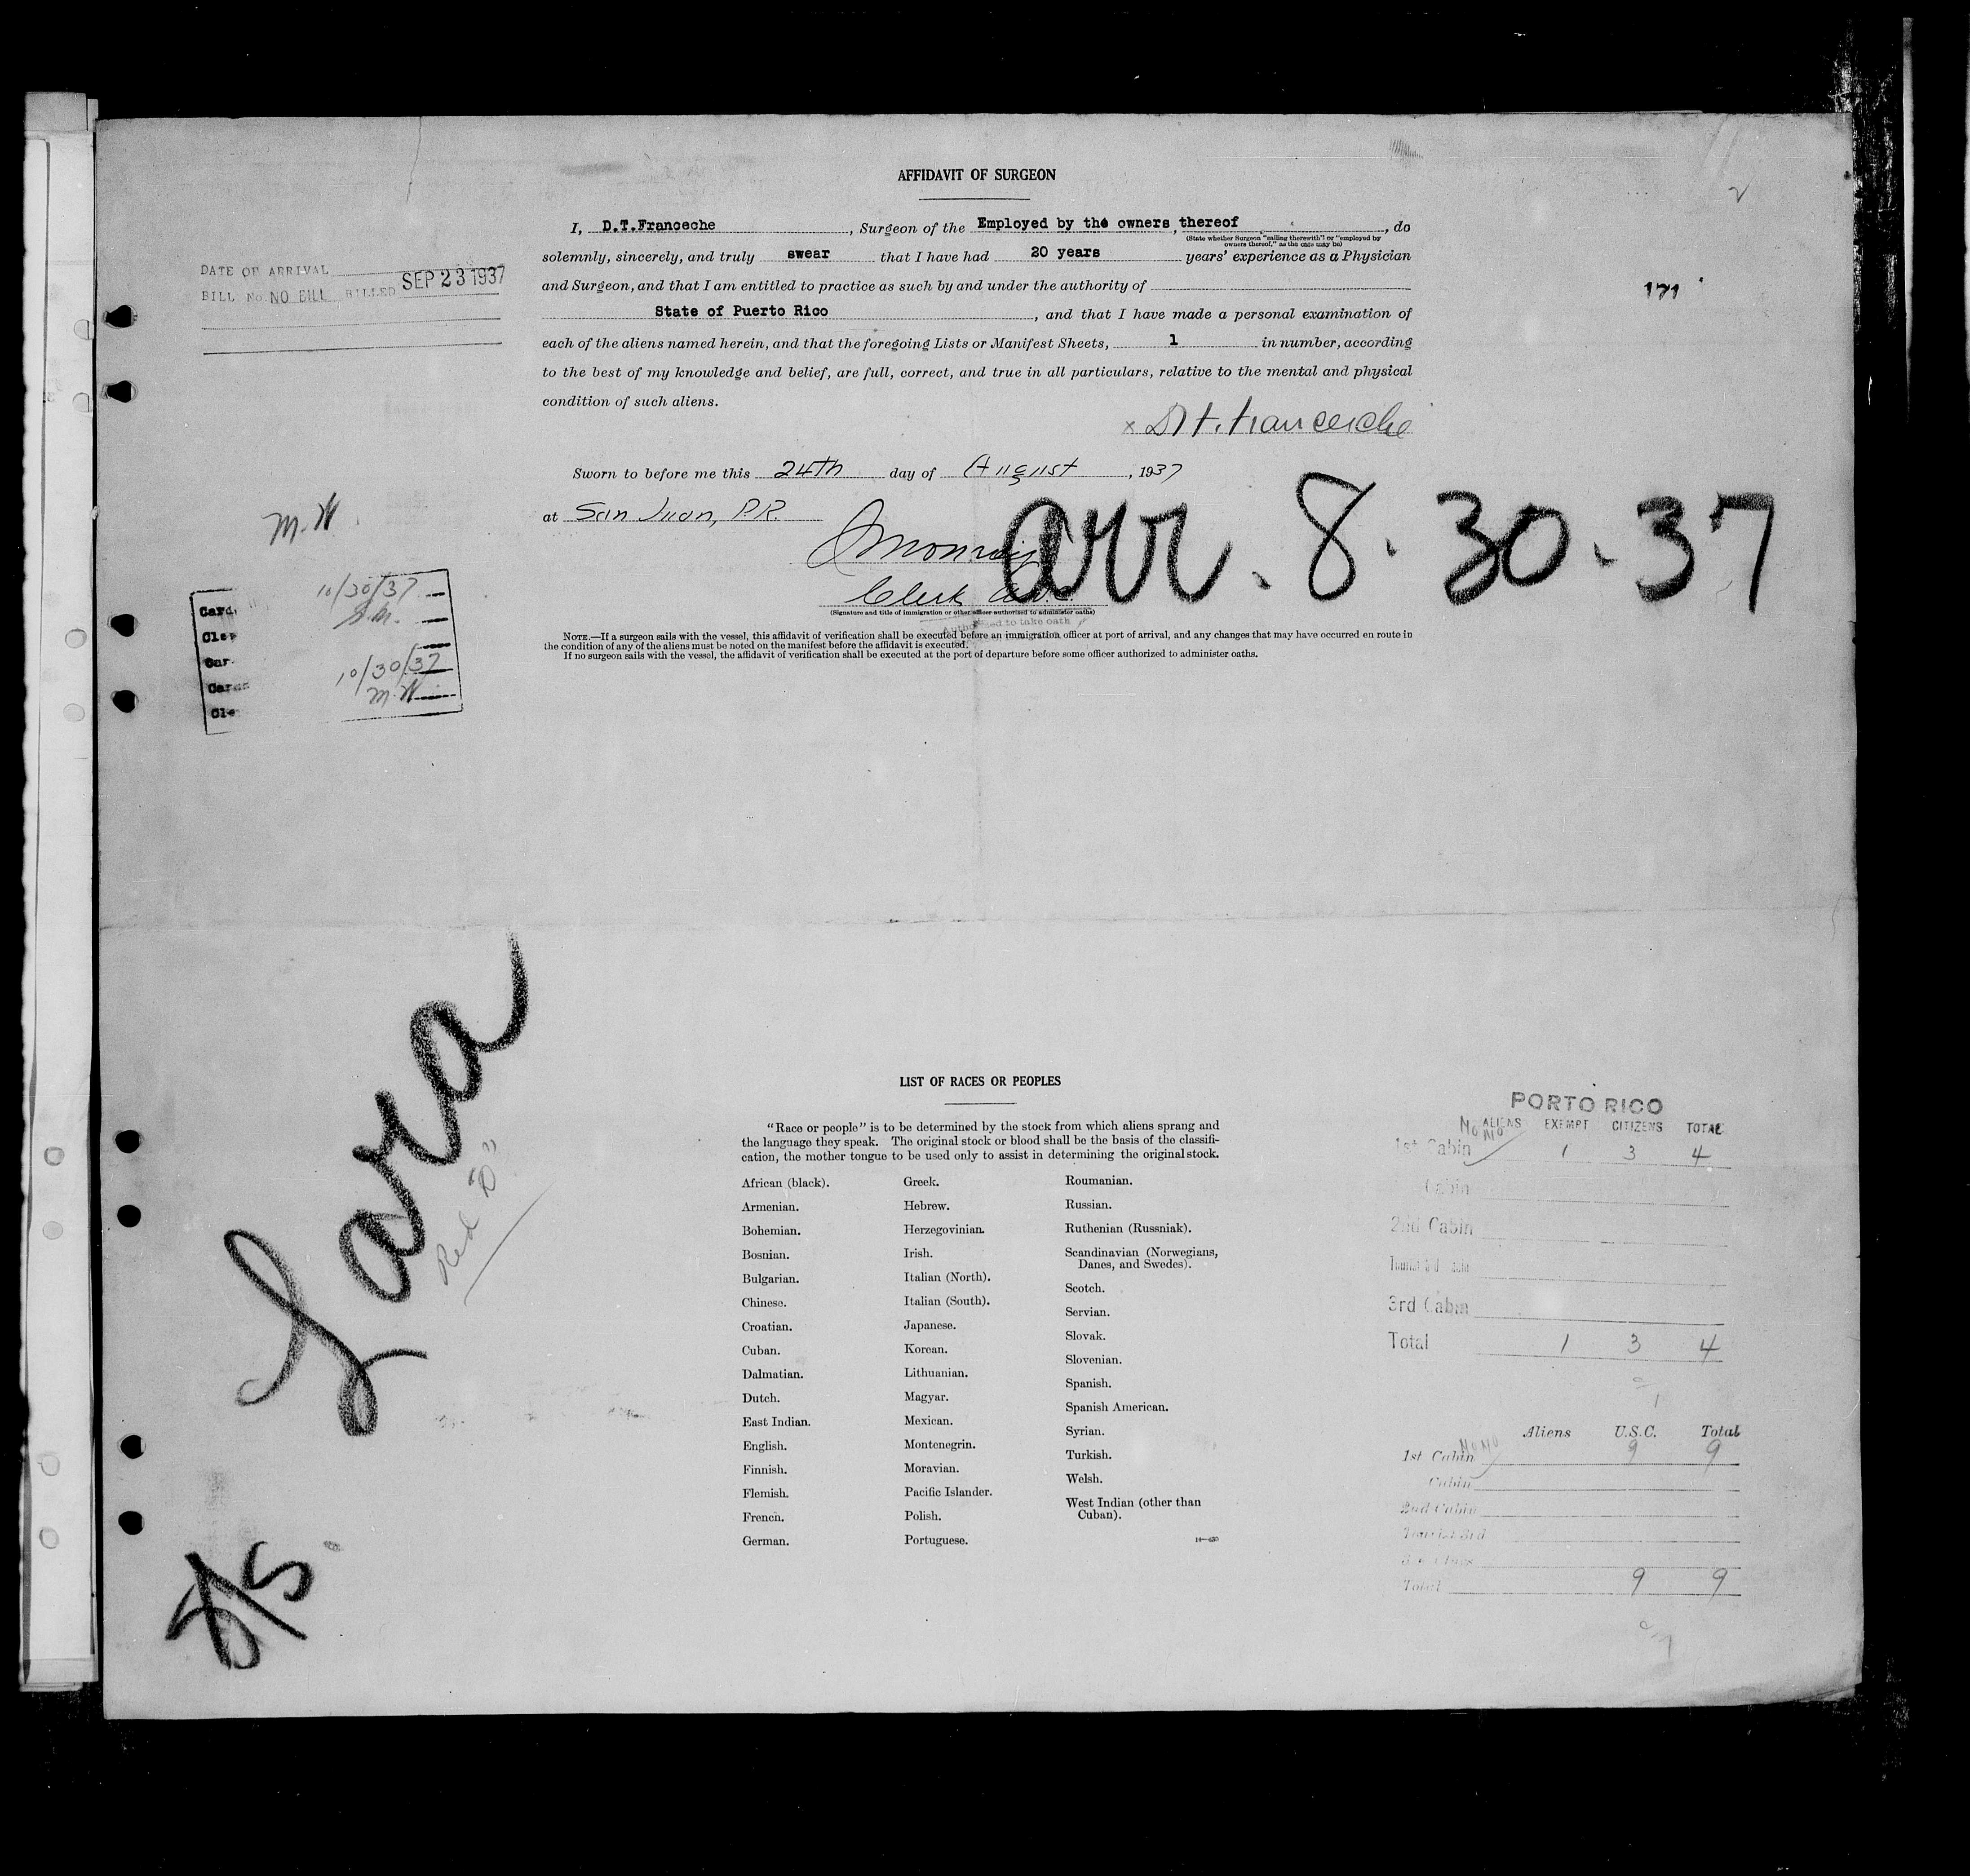 AFFIDAVIT OF SURGEON
I, D.T.Franceche, Surgeon of the Employed by the owners, thereof, do
(State whether Surgeon "sailing therewith" or "employed by
owners thereof," as the case may be)
solemnly, sincerely, and truly swear that I have had 20 years years' experience as a Physician
and Surgeon, and that I am entitled to practice as such by and under the authority of
State of Puerto Rico, and that I have made a personal examination of
each of the aliens named herein, and that the foregoing Lists or Manifest Sheets, 1 in number, according
to the best of my knowledge and belief, are full, correct, and true in all particulars, relative to the mental and physical
condition of such aliens.
Sworn to before me this 24th day of August, 1937
at San Juan, P.R.
Clerk
(Signature and title of immigration or other officer authorized to administer oaths)
Authorized to take oath
NOTE.—If a surgeon sails with the vessel, this affidavit of verification shall be executed before an immigration officer at port of arrival, and any changes that may have occurred en route in
the condition of any of the aliens must be noted on the manifest before the affidavit is executed.
If no surgeon sails with the vessel, the affidavit of verification shall be executed at the port of departure before some officer authorized to administer oaths.
DATE OF ARRIVAL
BILL No. NO BILL BILLED SEP 23 1937
171
arr. 8.30.37
M.W.
10/30/37
S.M.
10/30/37
M.W.
Lara
Red "D"
S/S.
LIST OF RACES OR PEOPLES
"Race or people" is to be determined by the stock from which aliens sprang and
the language they speak. The original stock or blood shall be the basis of the classifi-
cation, the mother tongue to be used only to assist in determining the original stock.
African (black).
Armenian.
Bohemian.
Bosnian.
Bulgarian.
Chinese.
Croatian.
Cuban.
Dalmatian.
Dutch.
East Indian.
English.
Finnish.
Flemish.
French.
German.
Greek.
Hebrew.
Herzegovinian.
Irish.
Italian (North).
Italian (South).
Japanese.
Korean.
Lithuanian.
Magyar.
Mexican.
Montenegrin.
Moravian.
Pacific Islander.
Polish.
Portuguese.
Roumanian.
Russian.
Ruthenian (Russniak).
Scandinavian (Norwegians,
Danes, and Swedes).
Scotch.
Servian.
Slovak.
Slovenian.
Spanish.
Spanish American.
Syrian.
Turkish.
Welsh.
West Indian (other than
Cuban).
PORTO RICO
ALIENS EXEMPT CITIZENS TOTAL
1st Cabin 1 3 4
Cabin
2nd Cabin
3rd Cabin
Total 1 3 4
Aliens U.S.C. Total
1st Cabin 9 9
Cabin
2nd Cabin
Tourist 3rd
Total 9 9